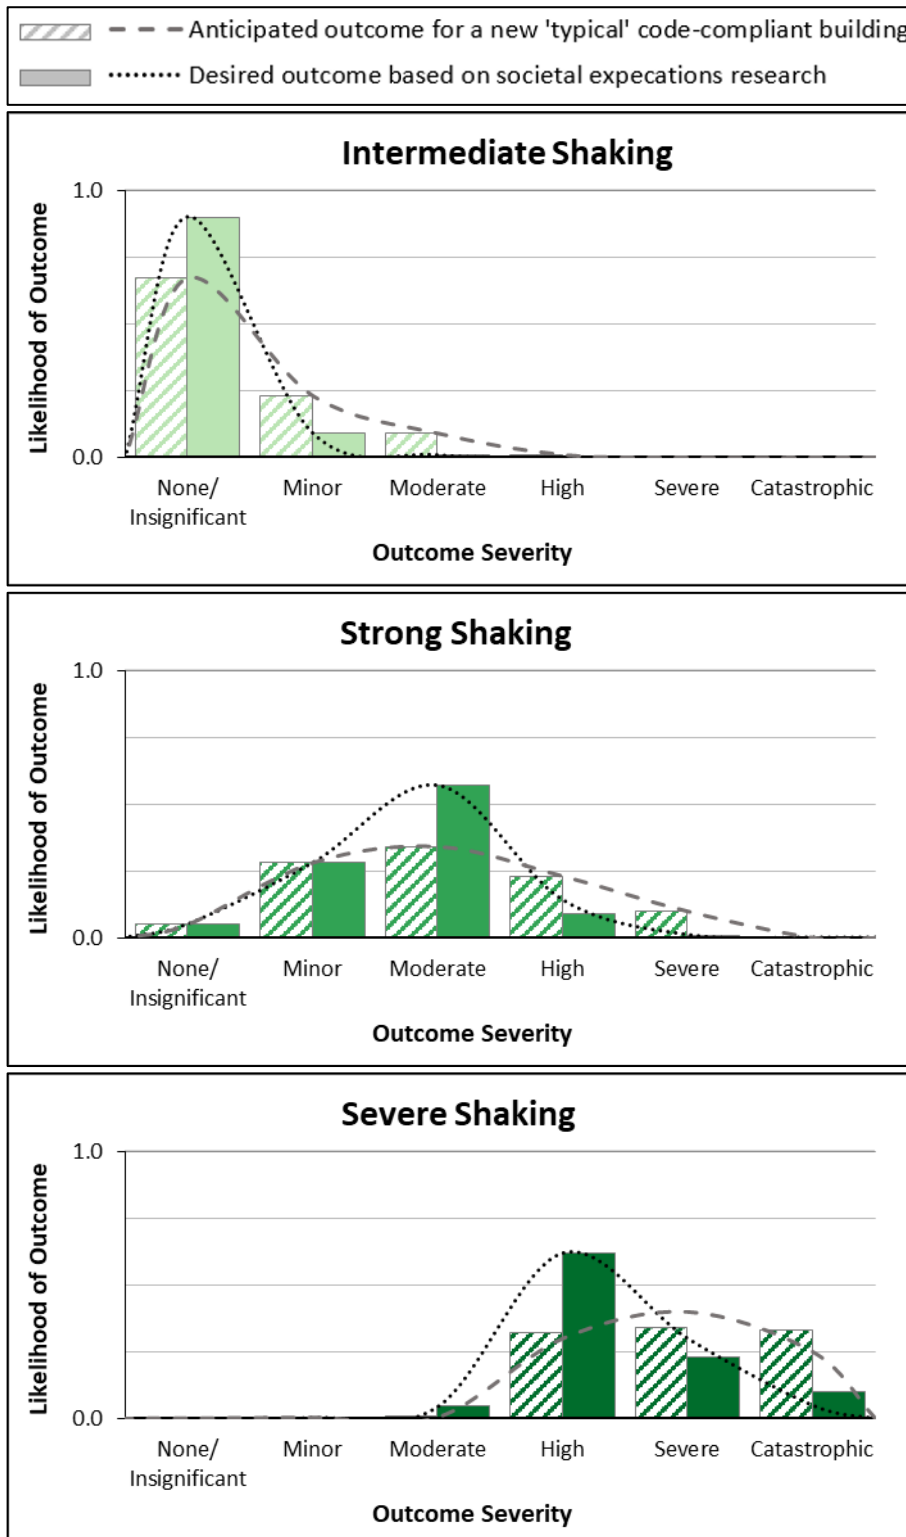 Anticipated outcome for a new 'typical' code-compliant building
Desired outcome based on societal expecations research
Intermediate Shaking
1.0
Likelihood of Outcome
0.0
None/
Insignificant
Minor
Moderate
High
Severe
Catastrophic
Outcome Severity
Strong Shaking
1.0
Likelihood of Outcome
0.0
None/
Insignificant
Minor
Moderate
High
Severe
Catastrophic
Outcome Severity
Severe Shaking
1.0
Likelihood of Outcome
0.0
None/
Insignificant
Minor
Moderate
High
Severe
Catastrophic
Outcome Severity